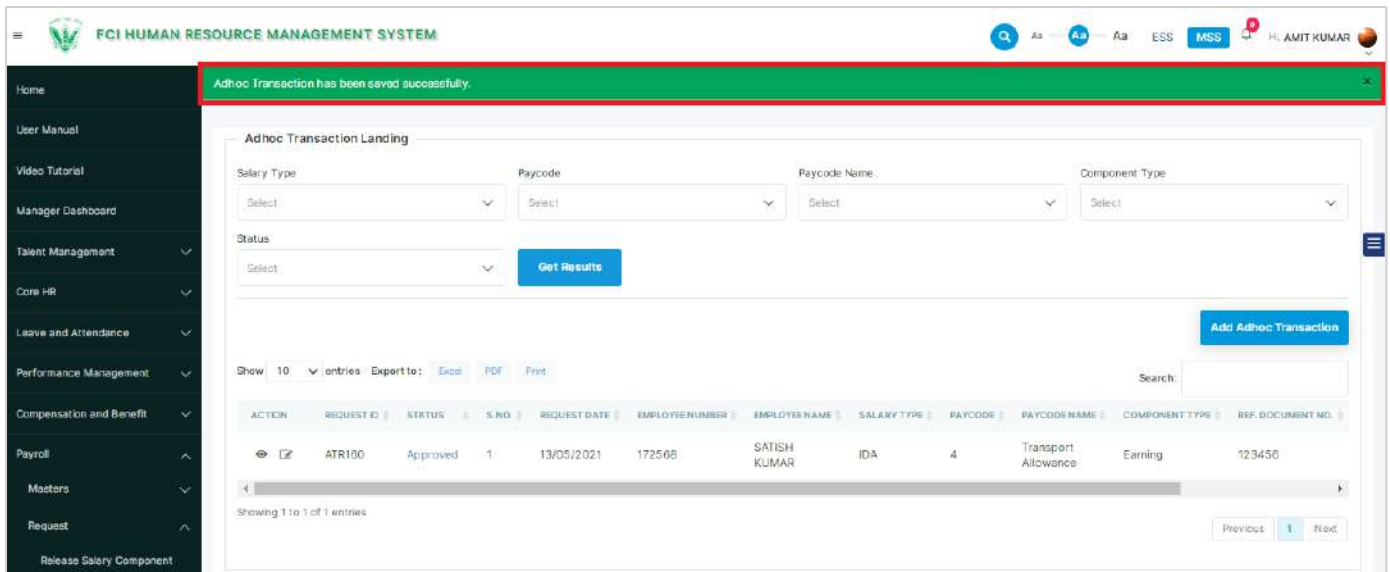 FCI HUMAN RESOURCE MANAGEMENT SYSTEM
Aa Aa Aa ESS MSS 0 Hi, AMIT KUMAR
Adhoc Transaction has been saved successfully. ×
Home
User Manual
Video Tutorial
Manager Dashboard
Talent Management
Core HR
Leave and Attendance
Performance Management
Compensation and Benefit
Payroll
Masters
Request
Release Salary Component
Adhoc Transaction Landing
Salary Type Paycode Paycode Name Component Type
Select Select Select Select
Status
Select Get Results
Add Adhoc Transaction
Show 10 entries Export to: Excel PDF Print Search:
ACTION REQUEST ID STATUS S.NO. REQUEST DATE EMPLOYEE NUMBER EMPLOYEE NAME SALARY TYPE PAYCODE PAYCODE NAME COMPONENT TYPE REF. DOCUMENT NO.
ATR160 Approved 1 13/05/2021 172568 SATISH KUMAR IDA 4 Transport Allowance Earning 123456
Showing 1 to 1 of 1 entries
Previous 1 Next